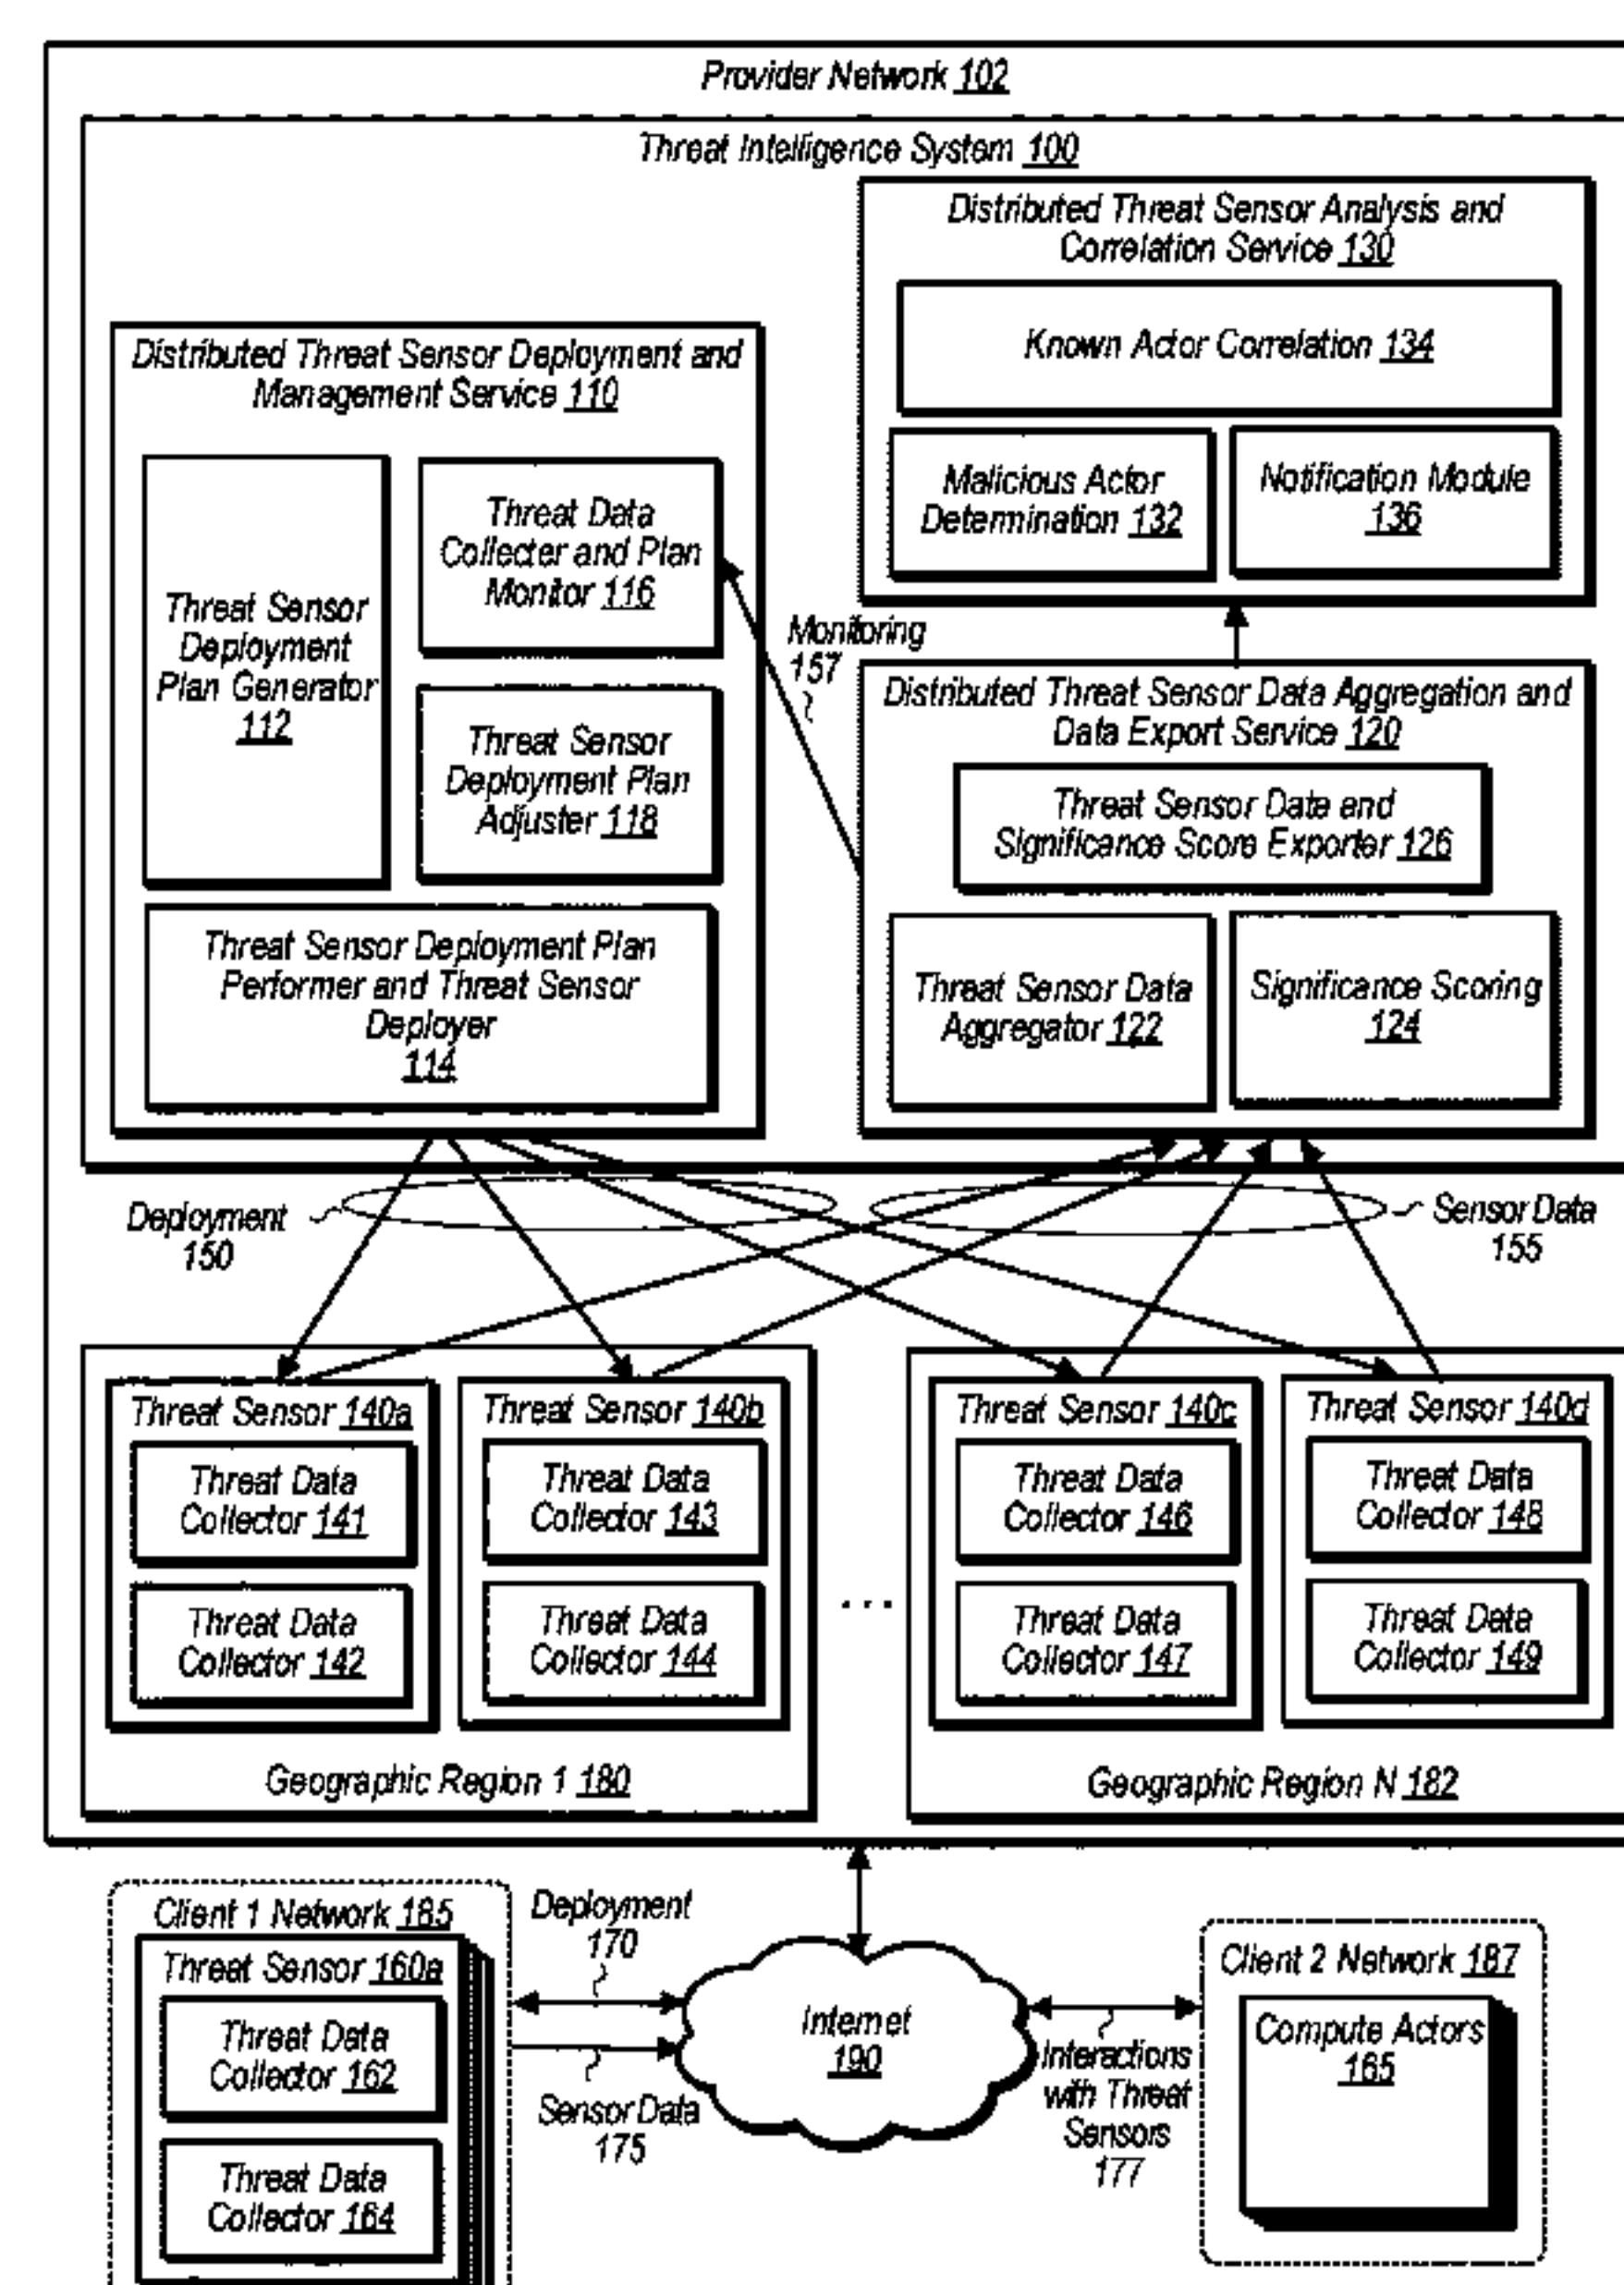 Provider Network 102
Threat Intelligence System 100
Distributed Threat Sensor Analysis and
Correlation Service 130
Known Actor Correlation 134
Malicious Actor
Determination 132
Notification Module
136
Distributed Threat Sensor Deployment and
Management Service 110
Threat Sensor
Deployment
Plan Generator
112
Threat Data
Collecter and Plan
Monitor 116
Threat Sensor
Deployment Plan
Adjuster 118
Threat Sensor Deployment Plan
Performer and Threat Sensor
Deployer
114
Monitoring
157
Distributed Threat Sensor Data Aggregation and
Data Export Service 120
Threat Sensor Data and
Significance Score Exporter 126
Threat Sensor Data
Aggregator 122
Significance Scoring
124
Deployment
150
Sensor Data
155
Threat Sensor 140a
Threat Data
Collector 141
Threat Data
Collector 142
Threat Sensor 140b
Threat Data
Collector 143
Threat Data
Collector 144
Geographic Region 1 180
...
Threat Sensor 140c
Threat Data
Collector 146
Threat Data
Collector 147
Threat Sensor 140d
Threat Data
Collector 148
Threat Data
Collector 149
Geographic Region N 182
Client 1 Network 185
Threat Sensor 160a
Threat Data
Collector 162
Threat Data
Collector 164
Deployment
170
Sensor Data
175
Internet
190
Interactions
with Threat
Sensors
177
Client 2 Network 187
Compute Actors
165